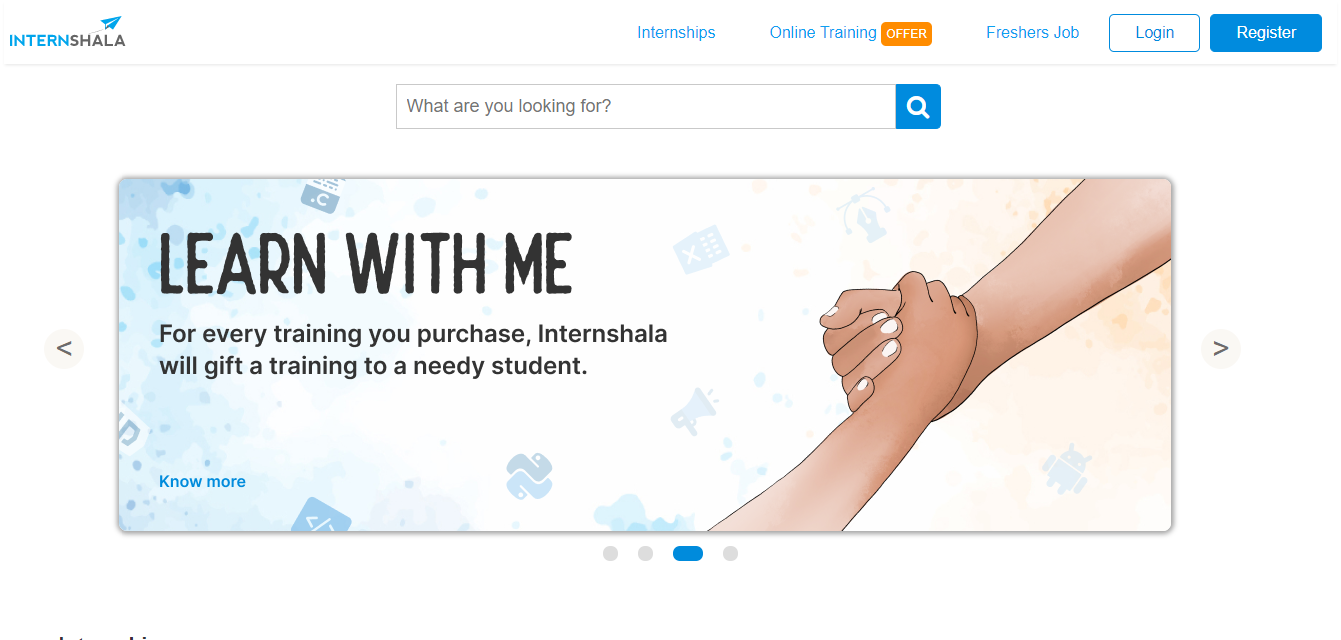 INTERNSHALA
Internships
Online Training OFFER
Freshers Job
Login
Register
What are you looking for?
.C
LEARN WITH ME
For every training you purchase, Internshala
will gift a training to a needy student.
< >
Know more
</>